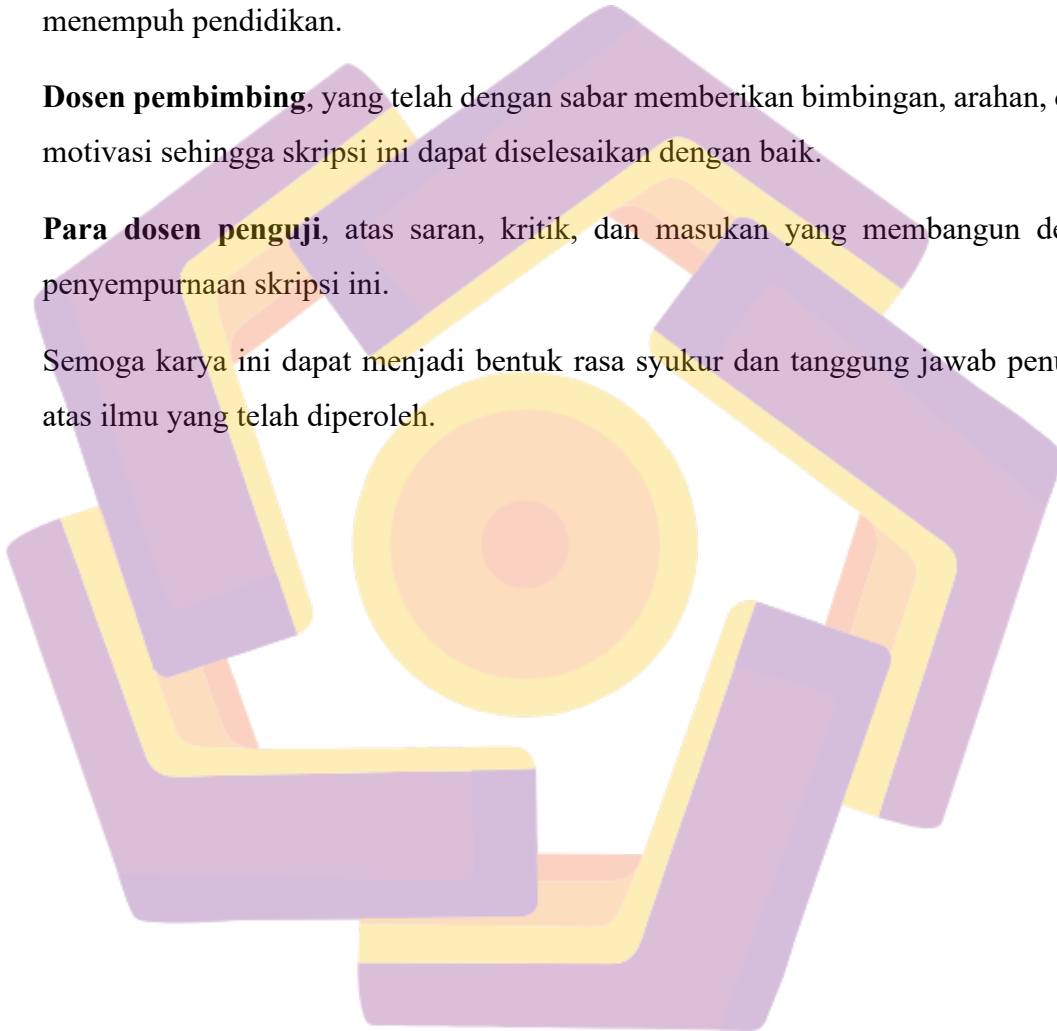 menempuh pendidikan.
Dosen pembimbing, yang telah dengan sabar memberikan bimbingan, arahan,
motivasi sehingga skripsi ini dapat diselesaikan dengan baik.
Para dosen penguji, atas saran, kritik, dan masukan yang membangun
penyempurnaan skripsi ini.
Semoga karya ini dapat menjadi bentuk rasa syukur dan tanggung jawab
atas ilmu yang telah diperoleh.